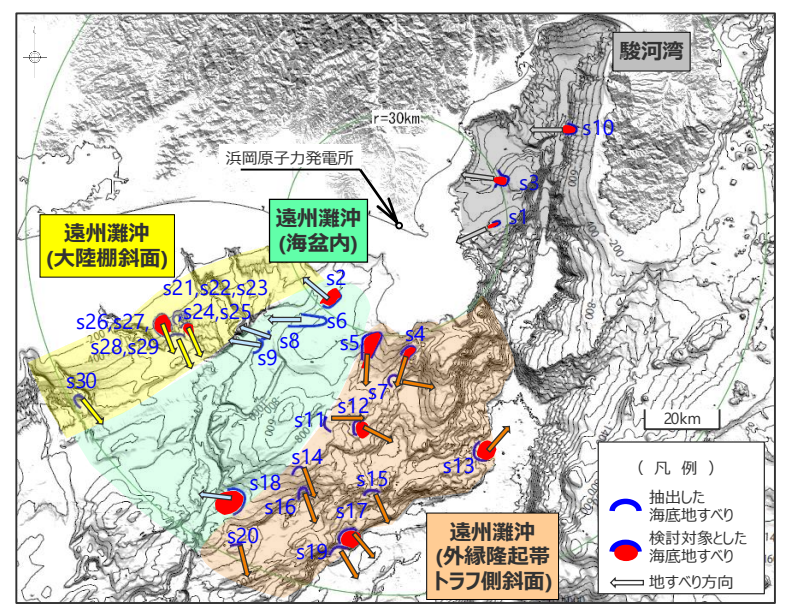 駿河湾
r=30km
s10
浜岡原子力発電所
s3
s1
遠州灘沖
(海盆内)
遠州灘沖
(大陸棚斜面)
s2
s21,s22,s23
s24,s25
s26,s27,
s28,s29
s6
s8
s9
s5
s4
s7
s30
s12
s11
s13
s14
s15
s18
s16
s17
s20
s19
20km
遠州灘沖
(外縁隆起帯
トラフ側斜面)
(凡例)
抽出した
海底地すべり
検討対象とした
海底地すべり
地すべり方向